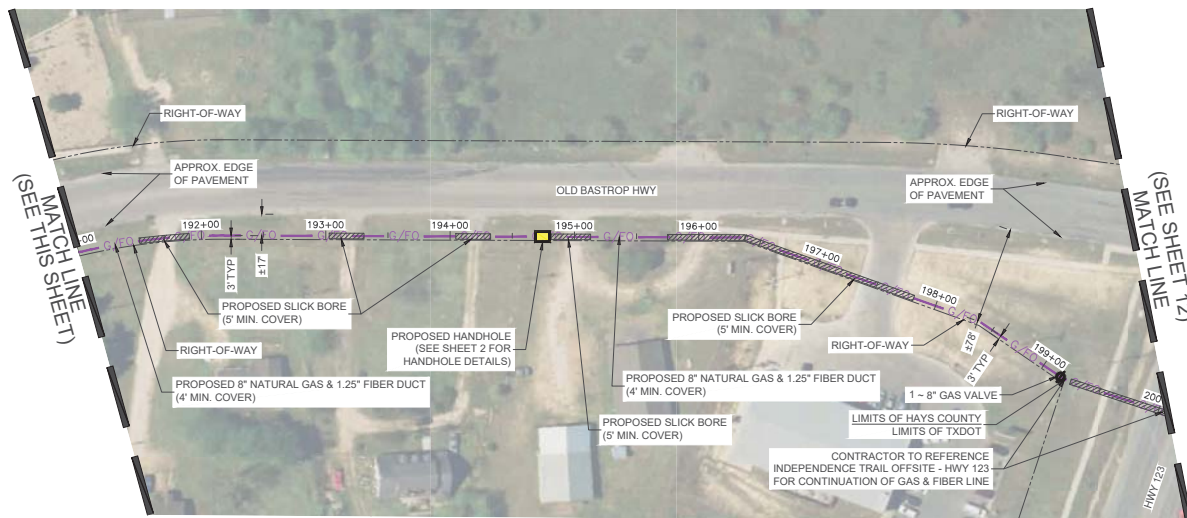 RIGHT-OF-WAY
RIGHT-OF-WAY
APPROX. EDGE
OF PAVEMENT
OLD BASTROP HWY
APPROX. EDGE
OF PAVEMENT
MATCH LINE
(SEE THIS SHEET)
(SEE SHEET 12)
MATCH LINE
+00
192+00
193+00
194+00
195+00
196+00
197+00
198+00
199+00
200
G/FO
FO
G/FO
G
G/FO
G/FO
G/FO
G/FO
3' TYP
±17'
±78'
3' TYP
PROPOSED SLICK BORE
(5' MIN. COVER)
PROPOSED HANDHOLE
(SEE SHEET 2 FOR
HANDHOLE DETAILS)
PROPOSED SLICK BORE
(5' MIN. COVER)
RIGHT-OF-WAY
RIGHT-OF-WAY
PROPOSED 8" NATURAL GAS & 1.25" FIBER DUCT
(4' MIN. COVER)
PROPOSED 8" NATURAL GAS & 1.25" FIBER DUCT
(4' MIN. COVER)
PROPOSED SLICK BORE
(5' MIN. COVER)
1 ~ 8" GAS VALVE
LIMITS OF HAYS COUNTY
LIMITS OF TXDOT
CONTRACTOR TO REFERENCE
INDEPENDENCE TRAIL OFFSITE - HWY 123
FOR CONTINUATION OF GAS & FIBER LINE
HWY 123